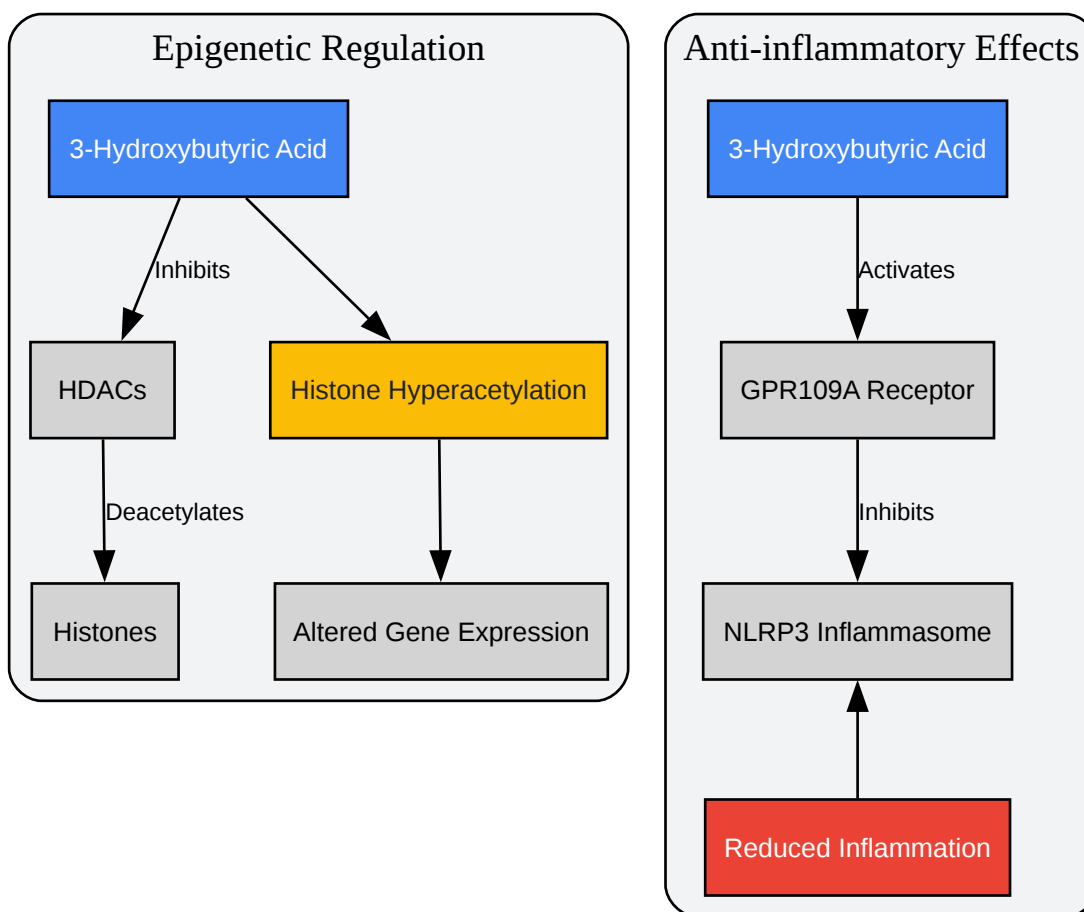 Epigenetic Regulation
3-Hydroxybutyric Acid
Inhibits
HDACs
Histone Hyperacetylation
Deacetylates
Histones
Altered Gene Expression
Anti-inflammatory Effects
3-Hydroxybutyric Acid
Activates
GPR109A Receptor
Inhibits
NLRP3 Inflammasome
Reduced Inflammation